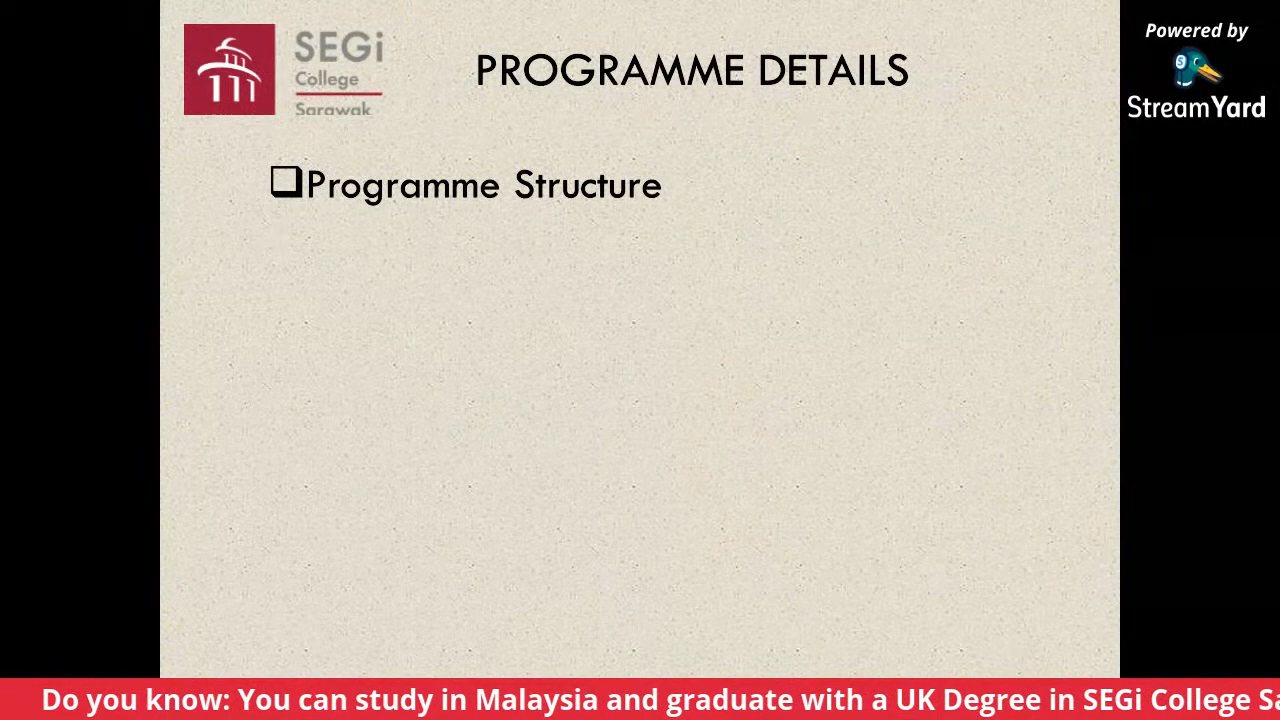 SEGi
College
Sarawak
PROGRAMME DETAILS
Powered by
StreamYard
Programme Structure
Do you know: You can study in Malaysia and graduate with a UK Degree in SEGi College Sa